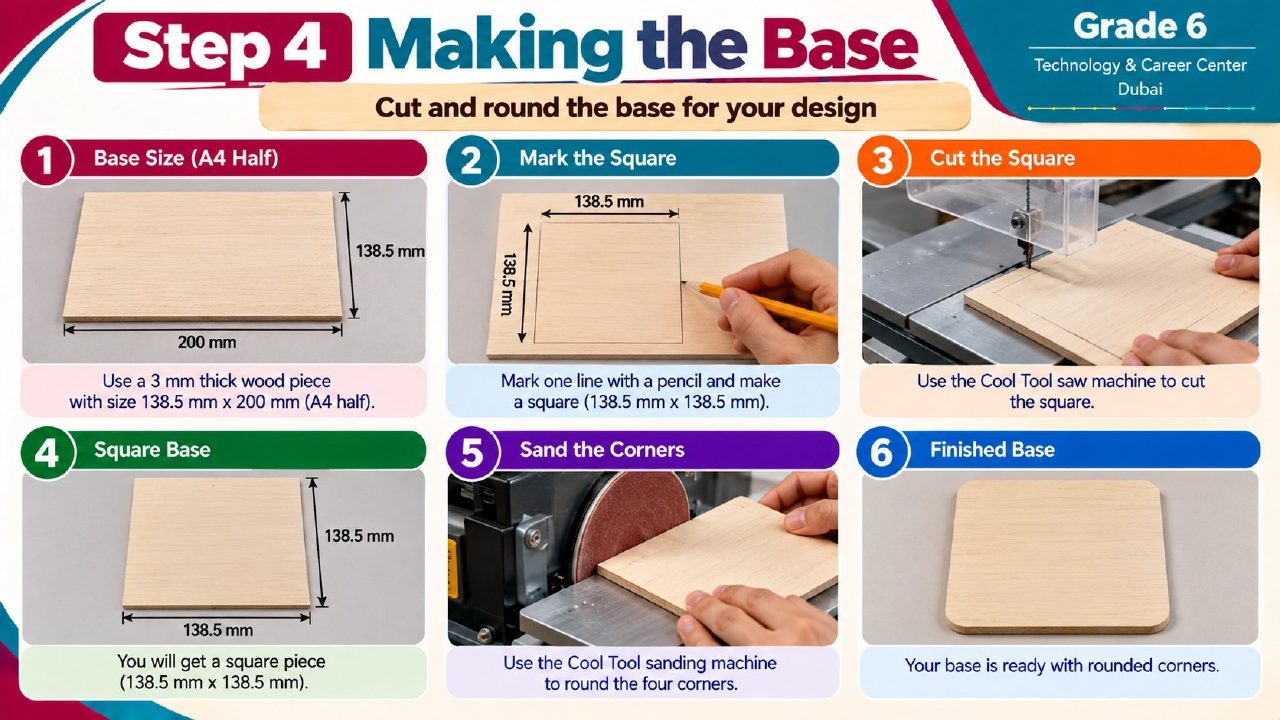 Step 4 Making the Base
Cut and round the base for your design
Grade 6
Technology & Career Center
Dubai
1 Base Size (A4 Half)
138.5 mm
200 mm
Use a 3 mm thick wood piece
with size 138.5 mm x 200 mm (A4 half).
2 Mark the Square
138.5 mm
138.5 mm
Mark one line with a pencil and make
a square (138.5 mm x 138.5 mm).
3 Cut the Square
Use the Cool Tool saw machine to cut
the square.
4 Square Base
138.5 mm
138.5 mm
You will get a square piece
(138.5 mm x 138.5 mm).
5 Sand the Corners
Use the Cool Tool sanding machine
to round the four corners.
6 Finished Base
Your base is ready with rounded corners.